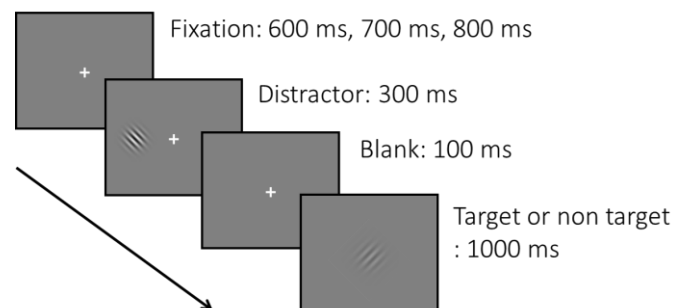 Fixation: 600 ms, 700 ms, 800 ms
Distractor: 300 ms
Blank: 100 ms
Target or non target
: 1000 ms